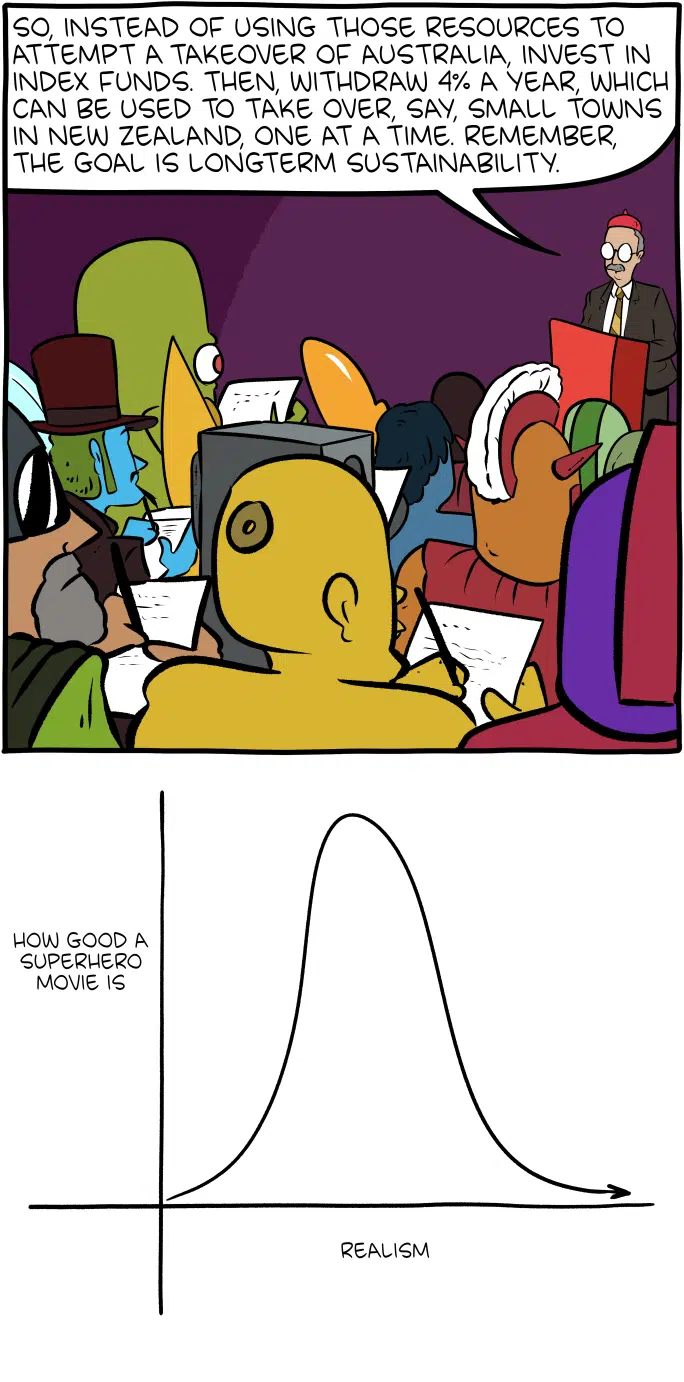 SO, INSTEAD OF USING THOSE RESOURCES TO
ATTEMPT A TAKEOVER OF AUSTRALIA, INVEST IN
INDEX FUNDS. THEN, WITHDRAW 4% A YEAR, WHICH
CAN BE USED TO TAKE OVER, SAY, SMALL TOWNS
IN NEW ZEALAND, ONE AT A TIME. REMEMBER,
THE GOAL IS LONGTERM SUSTAINABILITY.
HOW GOOD A
SUPERHERO
MOVIE IS
REALISM